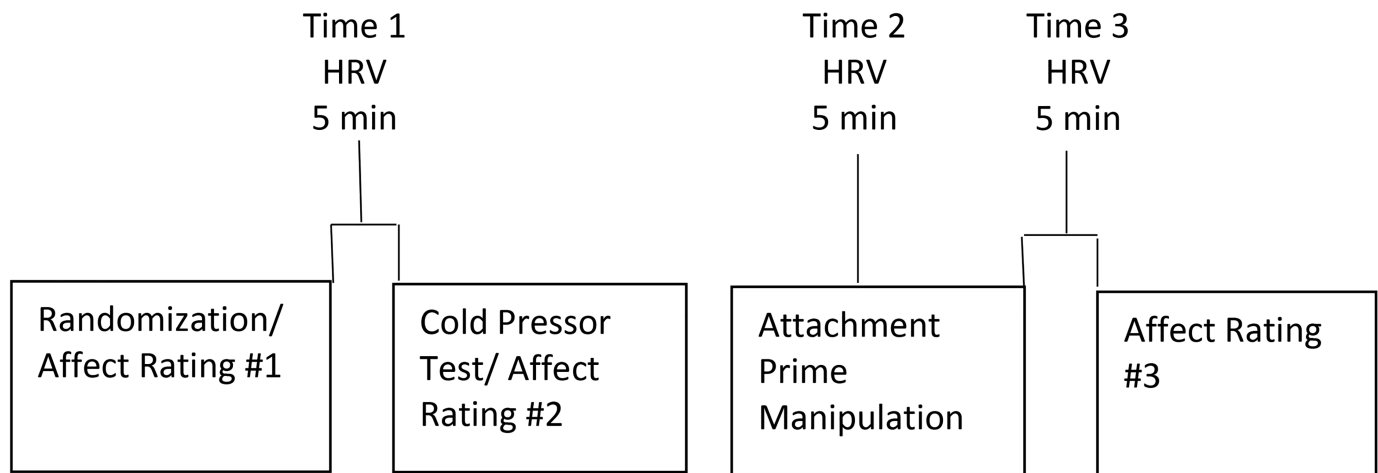 Time 1
HRV
5 min
Time 2
HRV
5 min
Time 3
HRV
5 min
Randomization/
Affect Rating #1
Cold Pressor
Test/ Affect
Rating #2
Attachment
Prime
Manipulation
Affect Rating
#3